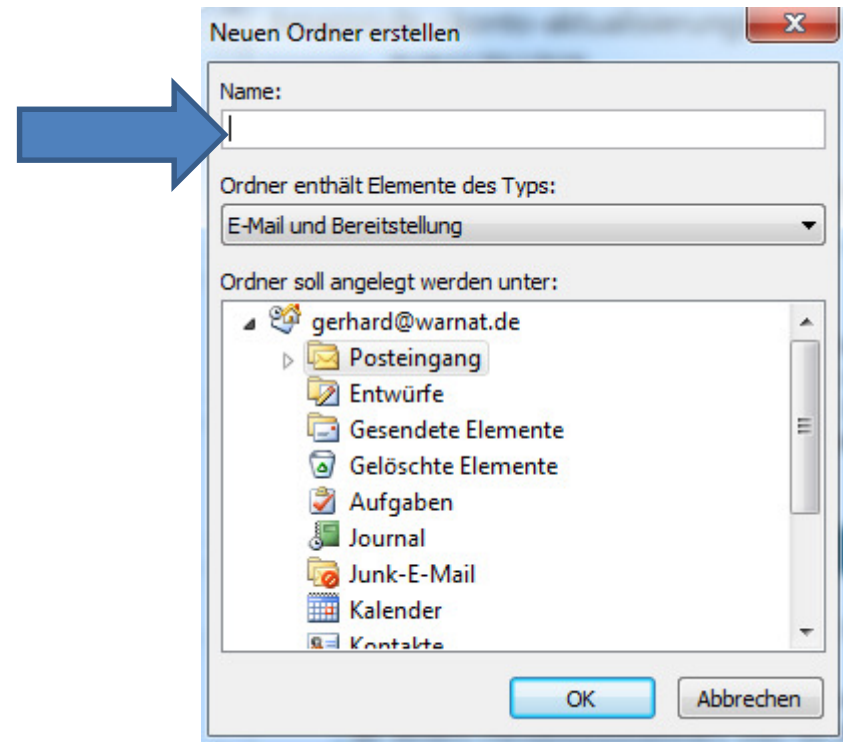 Neuen Ordner erstellen
Name:
Ordner enthält Elemente des Typs:
E-Mail und Bereitstellung
Ordner soll angelegt werden unter:
gerhard@warnat.de
Posteingang
Entwürfe
Gesendete Elemente
Gelöschte Elemente
Aufgaben
Journal
Junk-E-Mail
Kalender
Kontakte
OK Abbrechen